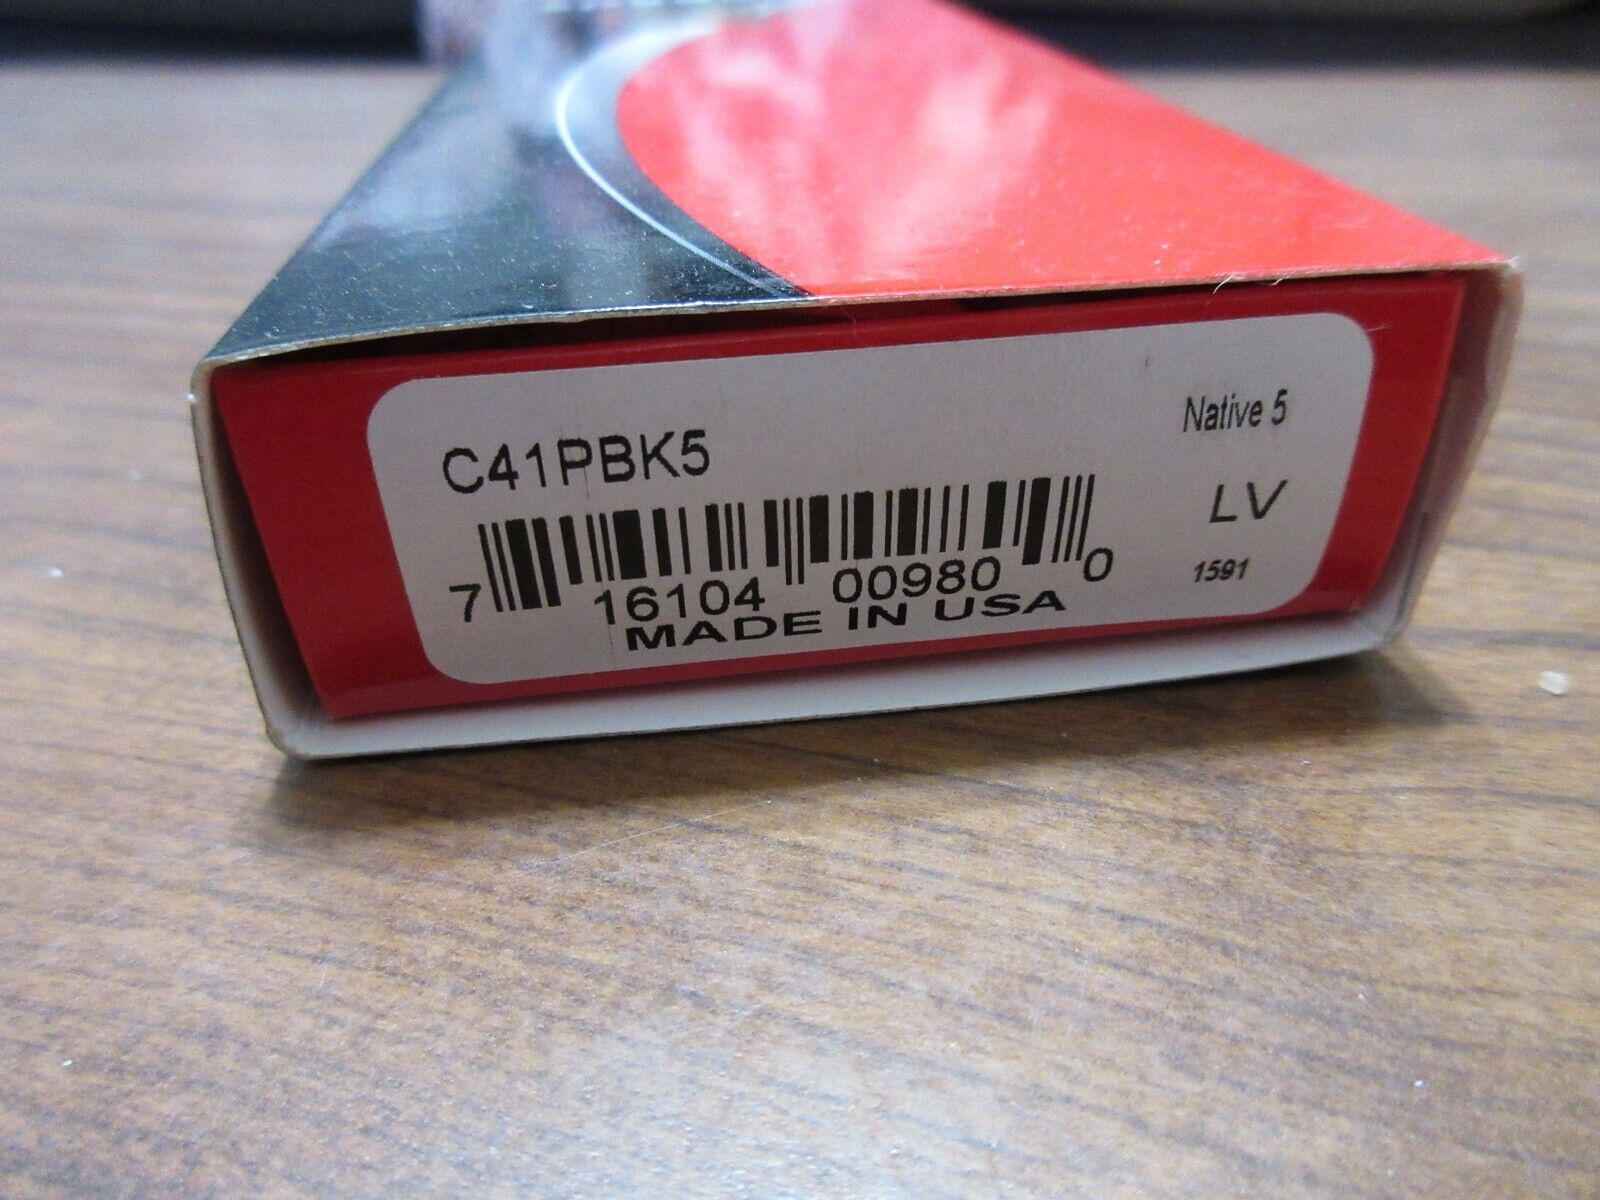 C41PBK5
Native 5
LV
7 16104 00980 0
1591
MADE IN USA